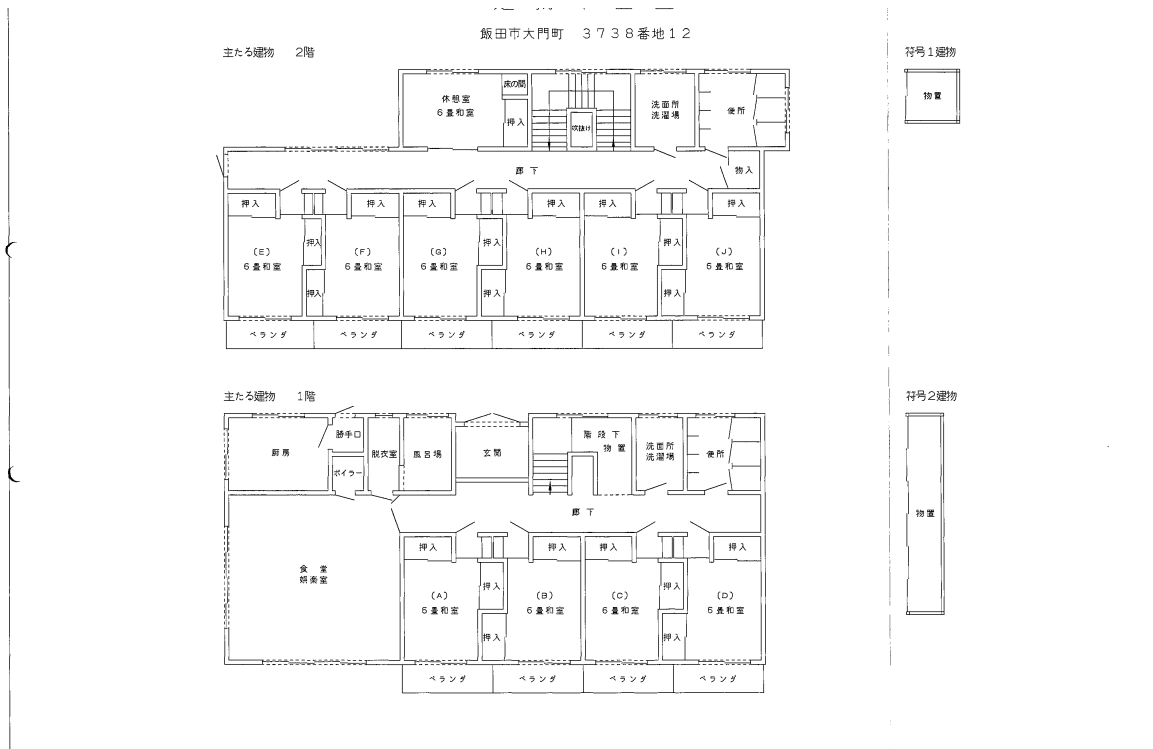 飯田市大門町　3738番地12
主たる建物　2階
符号1建物
物置
休憩室
6畳和室
床の間
押入
吹抜け
洗面所
洗濯場
便所
廊下
物入
押入
押入
押入
押入
押入
押入
押入
押入
押入
押入
押入
押入
(E)
6畳和室
(F)
6畳和室
(G)
6畳和室
(H)
6畳和室
(I)
6畳和室
(J)
6畳和室
ベランダ
ベランダ
ベランダ
ベランダ
ベランダ
ベランダ
主たる建物　1階
符号2建物
物置
厨房
勝手口
ボイラー
脱衣室
風呂場
玄関
階段下
物置
洗面所
洗濯場
便所
廊下
食堂
娯楽室
押入
押入
押入
押入
押入
押入
押入
押入
(A)
6畳和室
(B)
6畳和室
(C)
6畳和室
(D)
6畳和室
ベランダ
ベランダ
ベランダ
ベランダ